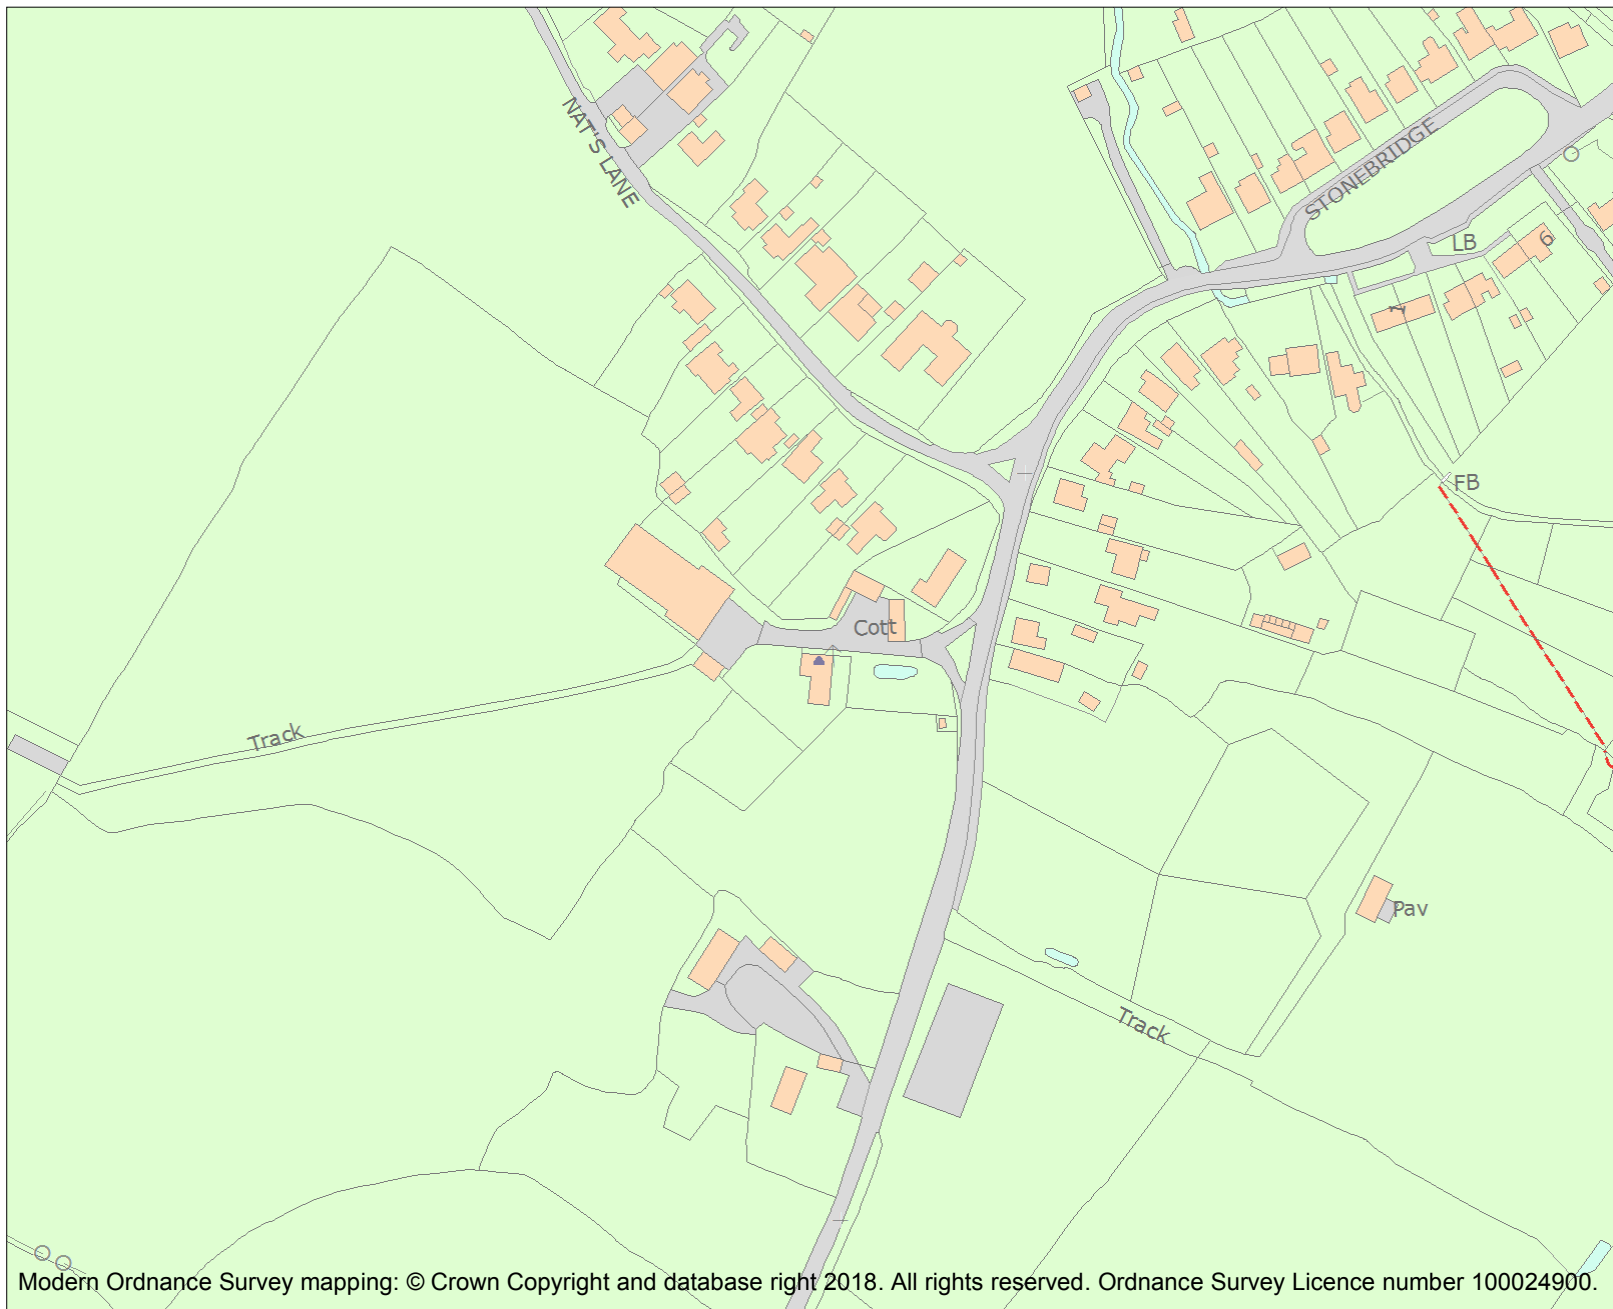 NAT'S LANE
STONEBRIDGE
LB
6
1
FB
Cott
Track
Pav
Track
Modern Ordnance Survey mapping: © Crown Copyright and database right 2018. All rights reserved. Ordnance Survey Licence number 100024900.